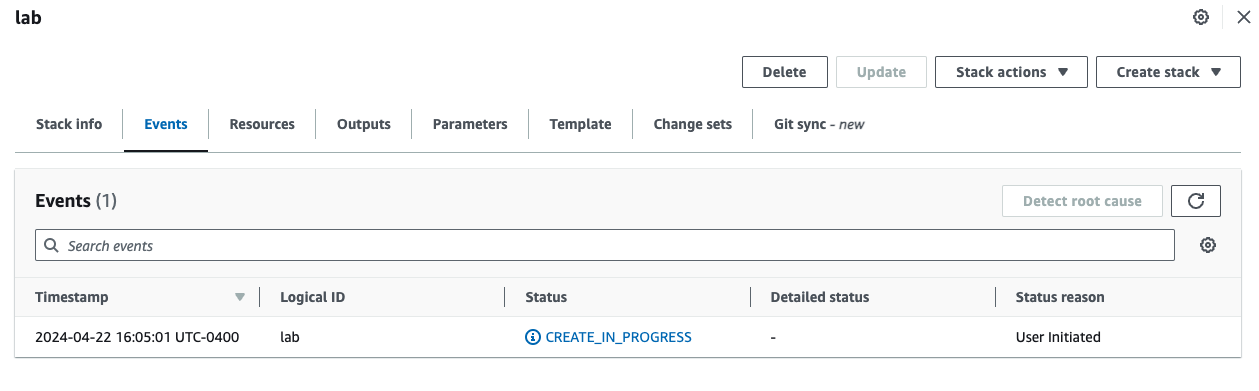 lab
Delete Update Stack actions Create stack
Stack info Events Resources Outputs Parameters Template Change sets Git sync - new
Events (1) Detect root cause
Search events
Timestamp Logical ID Status Detailed status Status reason
2024-04-22 16:05:01 UTC-0400 lab CREATE_IN_PROGRESS - User Initiated